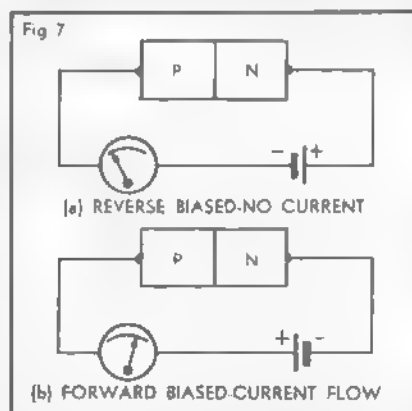 Fig 7
P N
- +
(a) REVERSE BIASED-NO CURRENT
P N
+ -
(b) FORWARD BIASED-CURRENT FLOW